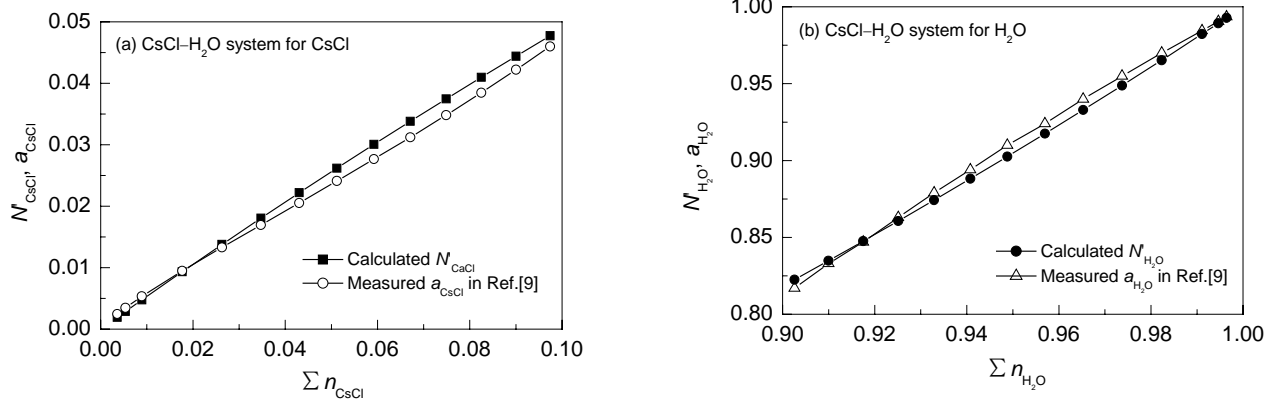 (a) CsCl–H₂O system for CsCl
N'CsCl, aCsCl
0.05
0.04
0.03
0.02
0.01
0.00
Calculated N'CaCl
Measured aCsCl in Ref.[9]
0.00 0.02 0.04 0.06 0.08 0.10
∑ nCsCl
(b) CsCl–H₂O system for H₂O
N'H₂O, aH₂O
1.00
0.95
0.90
0.85
0.80
Calculated N'H₂O
Measured aH₂O in Ref.[9]
0.90 0.92 0.94 0.96 0.98 1.00
∑ nH₂O